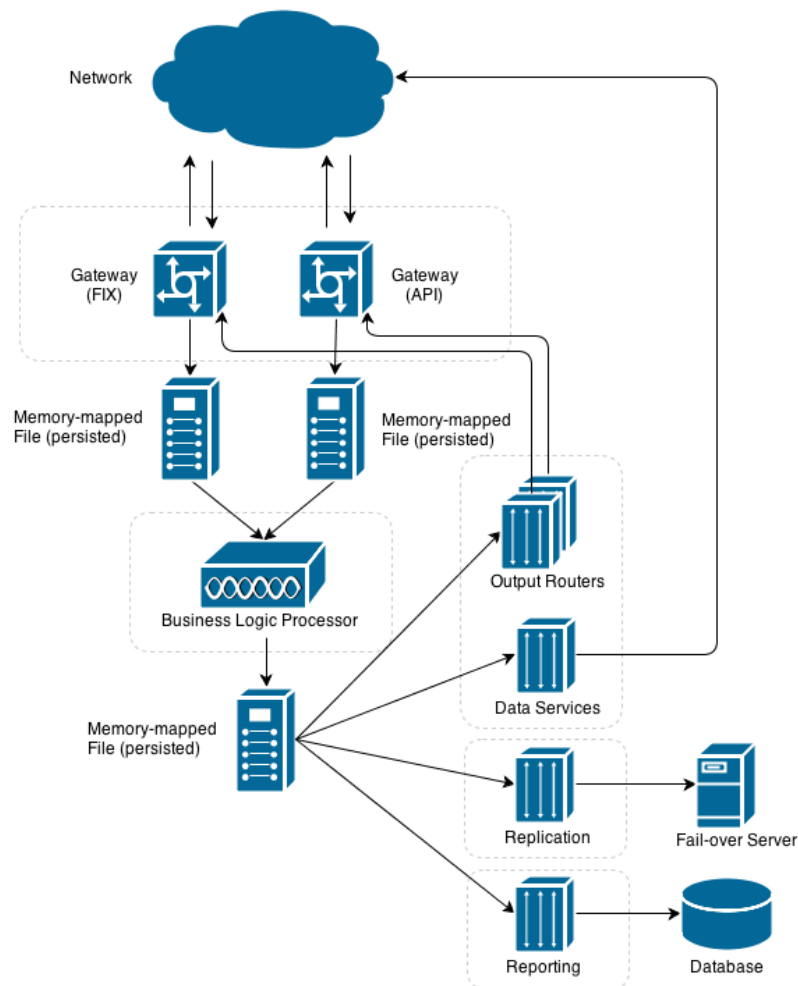 Network
Gateway
(FIX)
Gateway
(API)
Memory-mapped
File (persisted)
Memory-mapped
File (persisted)
Output Routers
Business Logic Processor
Data Services
Memory-mapped
File (persisted)
Replication
Fail-over Server
Reporting
Database